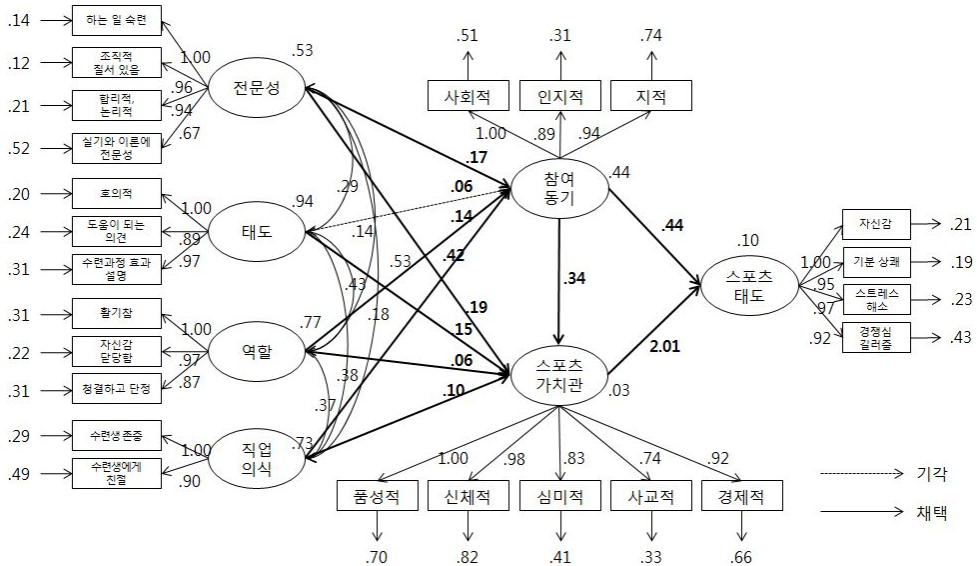 .14
하는 일 숙련
.12
조직적
질서 있음
.21
합리적,
논리적
.52
실기와 이론에
전문성
1.00
.96
.94
.67
전문성
.53
.20
호의적
.24
도움이 되는
의견
.31
수련과정 효과
설명
1.00
.89
.97
태도
.94
.31
활기참
.22
자신감
당당함
.31
청결하고 단정
1.00
.97
.87
역할
.77
.29
수련생 존중
.49
수련생에게
친절
1.00
.90
직업
의식
.73
.29
.14
.53
.43
.18
.38
.37
.17
.06
.14
.42
.19
.15
.06
.10
.51
.31
.74
사회적
인지적
지적
1.00
.89
.94
참여
동기
.44
.34
.44
2.01
스포츠
가치관
.03
1.00
.98
.83
.74
.92
품성적
신체적
심미적
사교적
경제적
.70
.82
.41
.33
.66
.10
스포츠
태도
1.00
.95
.97
.92
자신감
.21
기분 상쾌
.19
스트레스
해소
.23
경쟁심
길러줌
.43
기각
채택